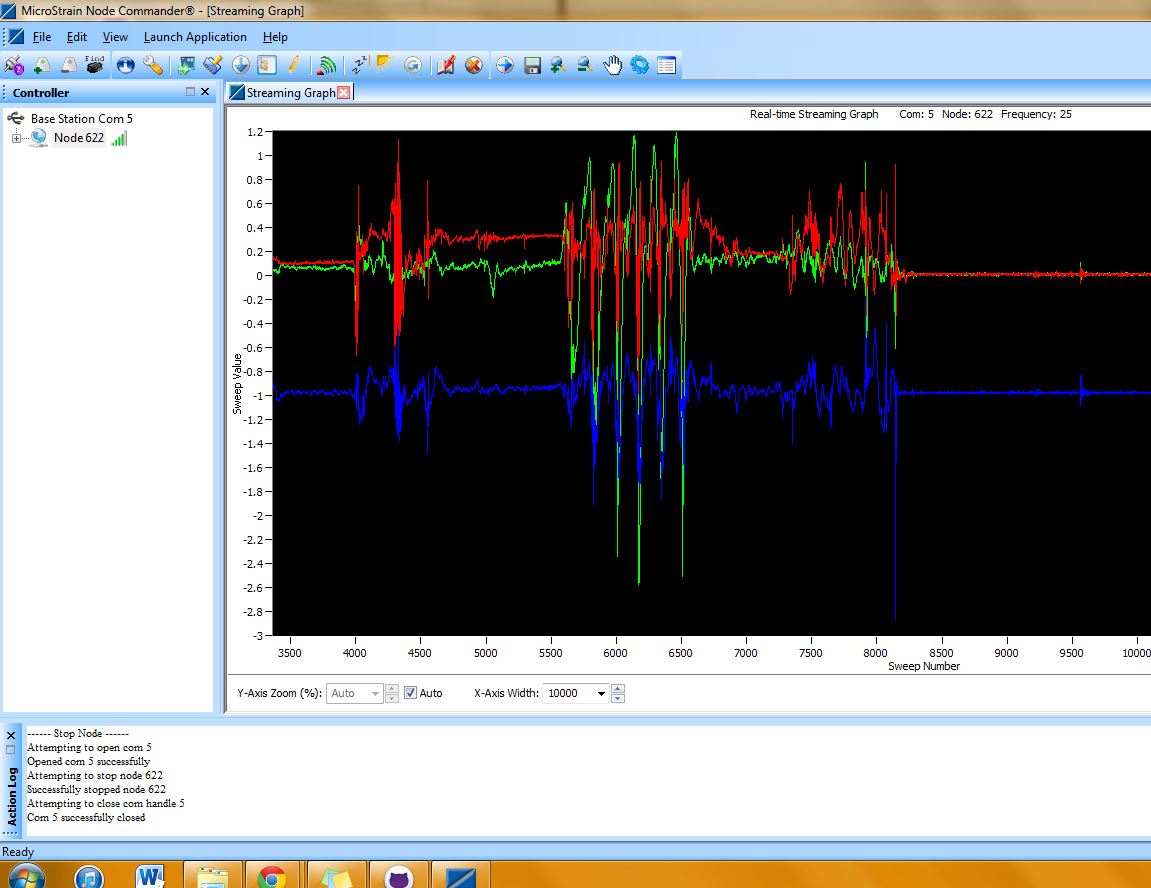 MicroStrain Node Commander® - [Streaming Graph]
File Edit View Launch Application Help
Find
Controller
Base Station Com 5
Node 622
Streaming Graph
Real-time Streaming Graph Com: 5 Node: 622 Frequency: 25
1.2
1
0.8
0.6
0.4
0.2
0
-0.2
-0.4
-0.6
-0.8
-1
-1.2
-1.4
-1.6
-1.8
-2
-2.2
-2.4
-2.6
-2.8
-3
Sweep Value
3500 4000 4500 5000 5500 6000 6500 7000 7500 8000 8500 9000 9500 10000
Sweep Number
Y-Axis Zoom (%): Auto Auto X-Axis Width: 10000
Action Log
------ Stop Node ------
Attempting to open com 5
Opened com 5 successfully
Attempting to stop node 622
Successfully stopped node 622
Attempting to close com handle 5
Com 5 successfully closed
Ready
W